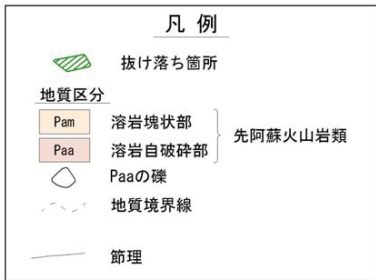 凡 例
抜け落ち箇所
地質区分
Pam 溶岩塊状部
Paa 溶岩自破砕部
先阿蘇火山岩類
Paaの礫
地質境界線
節理